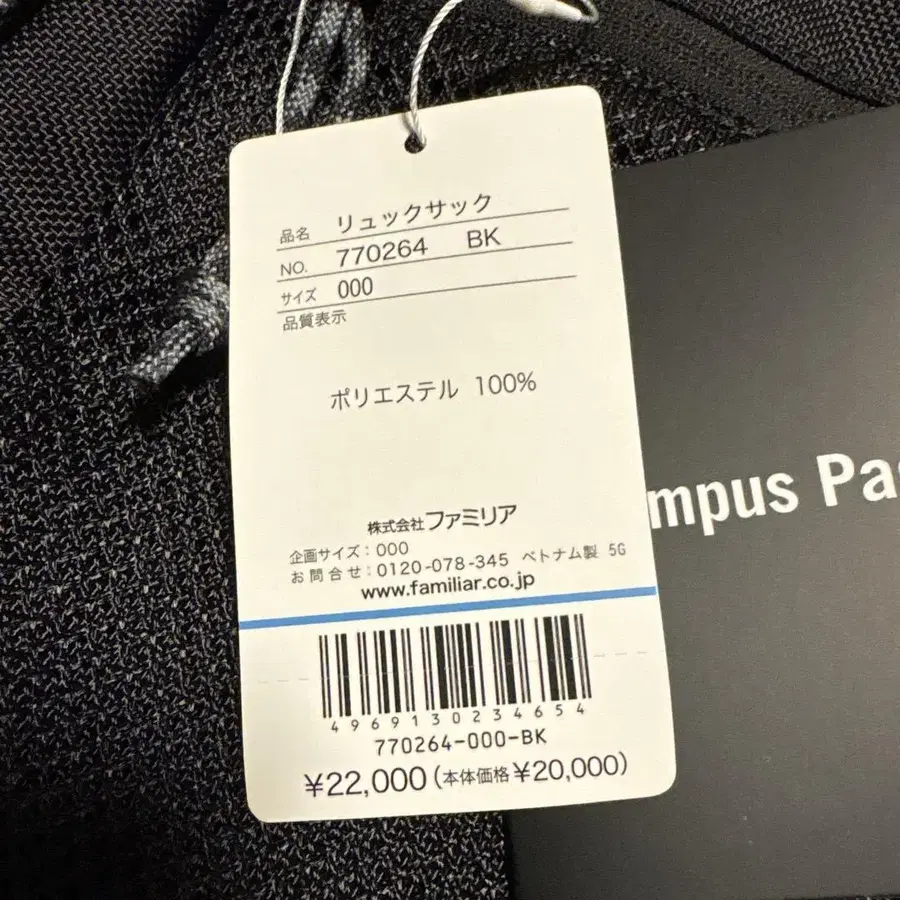 品名 リュックサック
NO. 770264 BK
サイズ 000
品質表示
ポリエステル 100%
株式会社ファミリア
企画サイズ：000
お問合せ：0120-078-345 ベトナム製 5G
www.familiar.co.jp
4969130234654
770264-000-BK
¥22,000(本体価格¥20,000)
mpus Pa